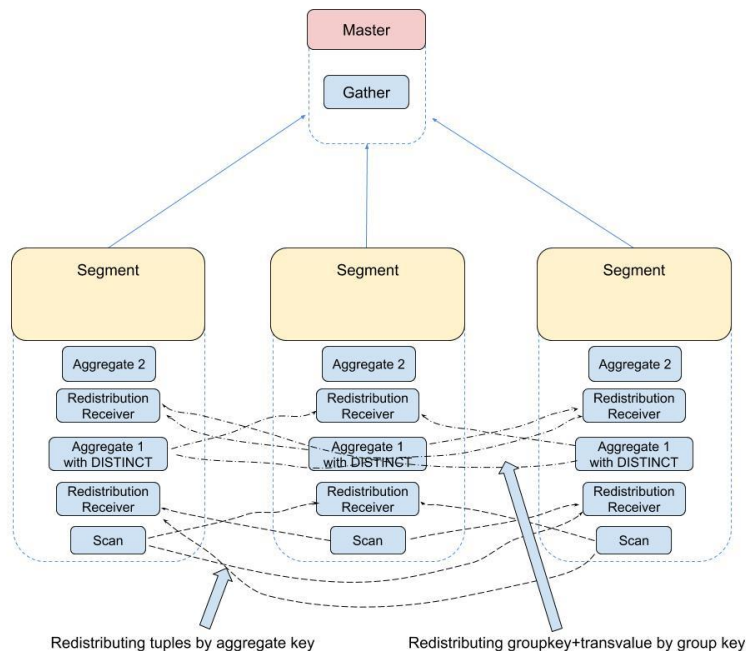 Master
Gather
Segment
Segment
Segment
Aggregate 2
Aggregate 2
Aggregate 2
Redistribution
Receiver
Redistribution
Receiver
Redistribution
Receiver
Aggregate 1
with DISTINCT
Aggregate 1
with DISTINCT
Aggregate 1
with DISTINCT
Redistribution
Receiver
Redistribution
Receiver
Redistribution
Receiver
Scan
Scan
Scan
Redistributing tuples by aggregate key
Redistributing groupkey+transvalue by group key